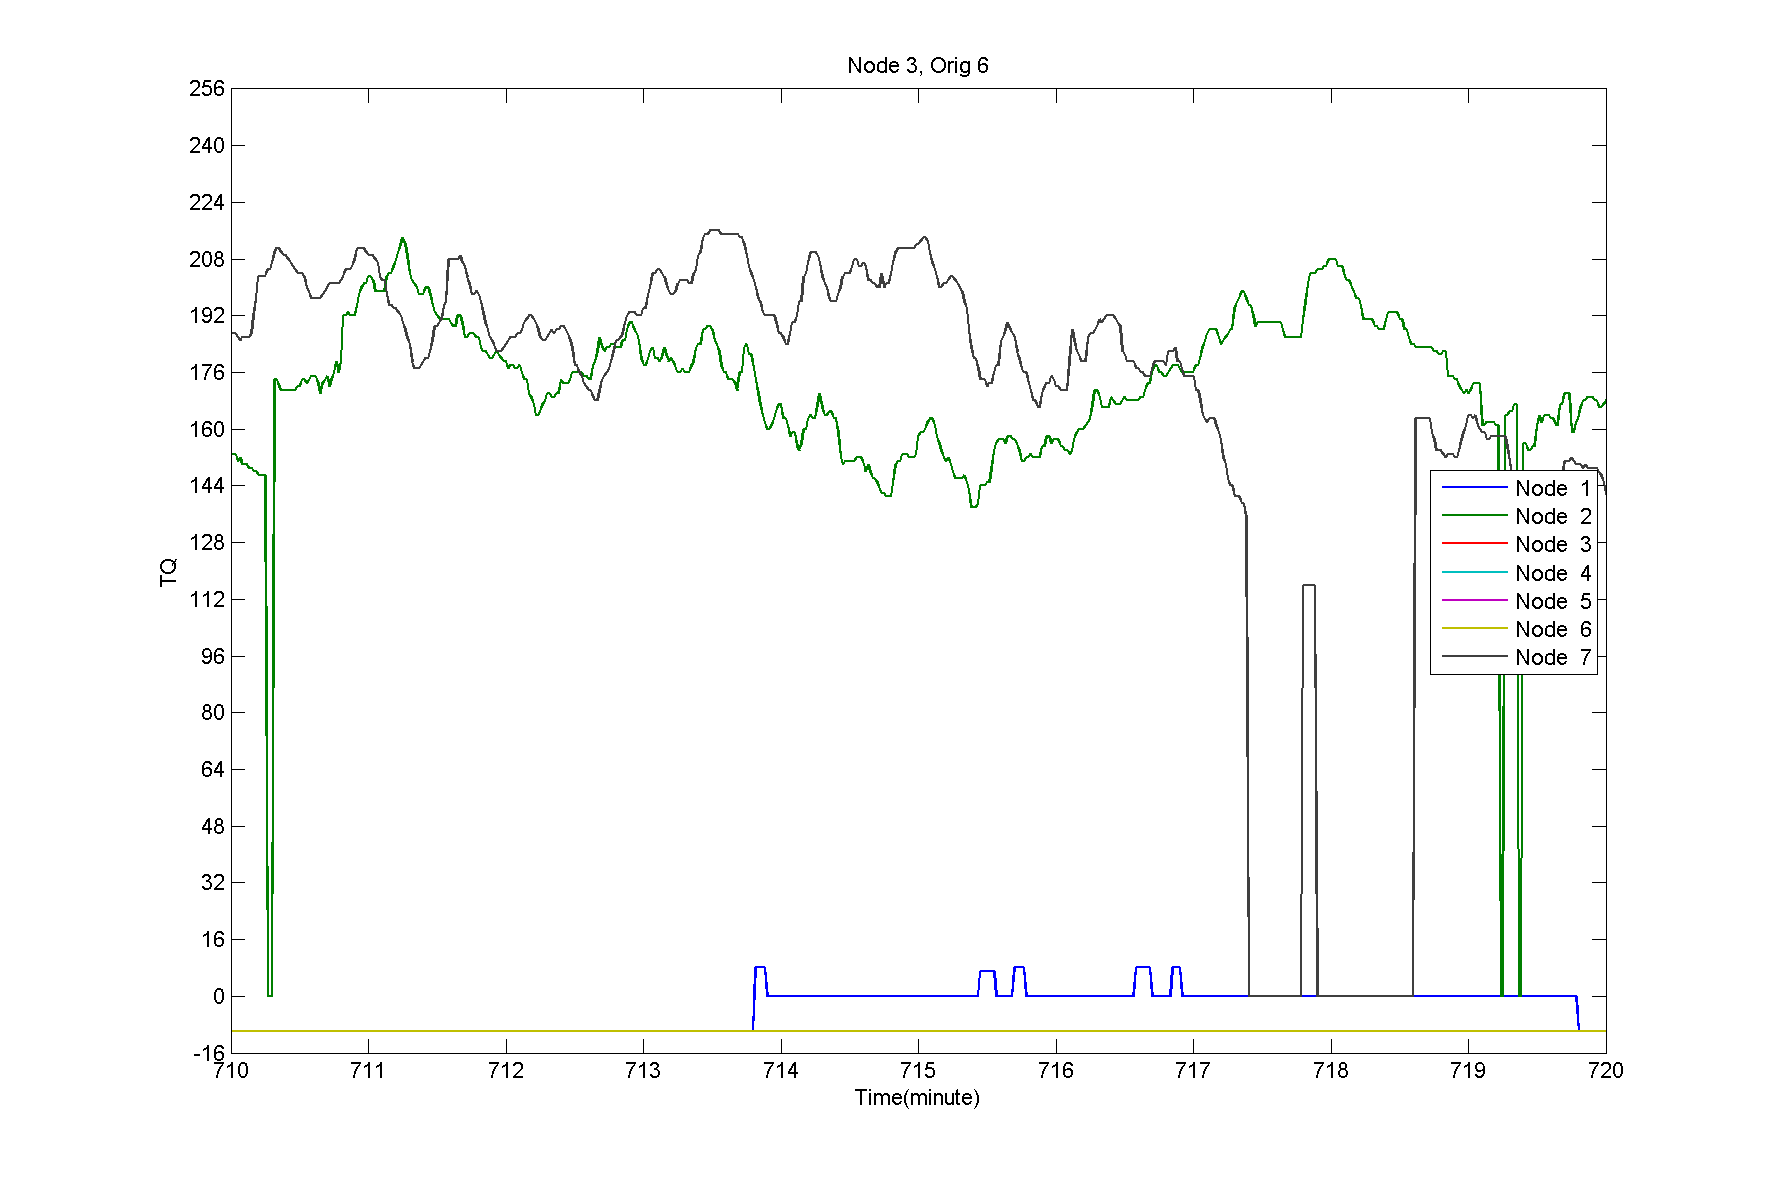 Node 3, Orig 6
256
240
224
208
192
176
160
144
128
112
96
80
64
48
32
16
0
-16
TQ
Node 1
Node 2
Node 3
Node 4
Node 5
Node 6
Node 7
710 711 712 713 714 715 716 717 718 719 720
Time(minute)